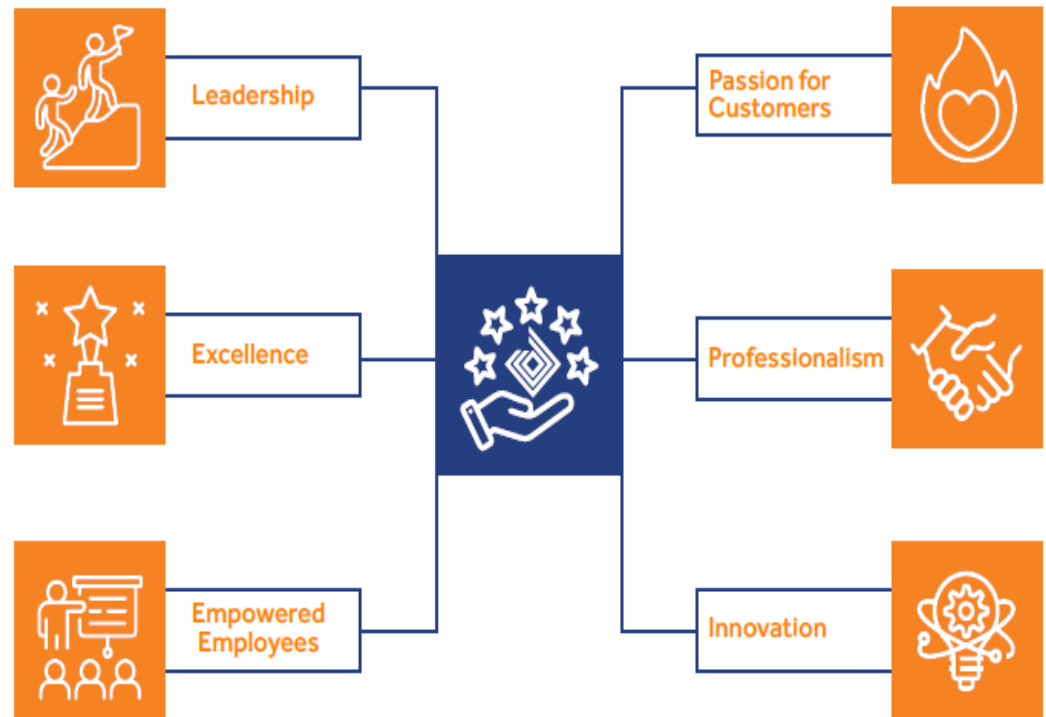 Leadership
Passion for
Customers
Excellence
Professionalism
Empowered
Employees
Innovation